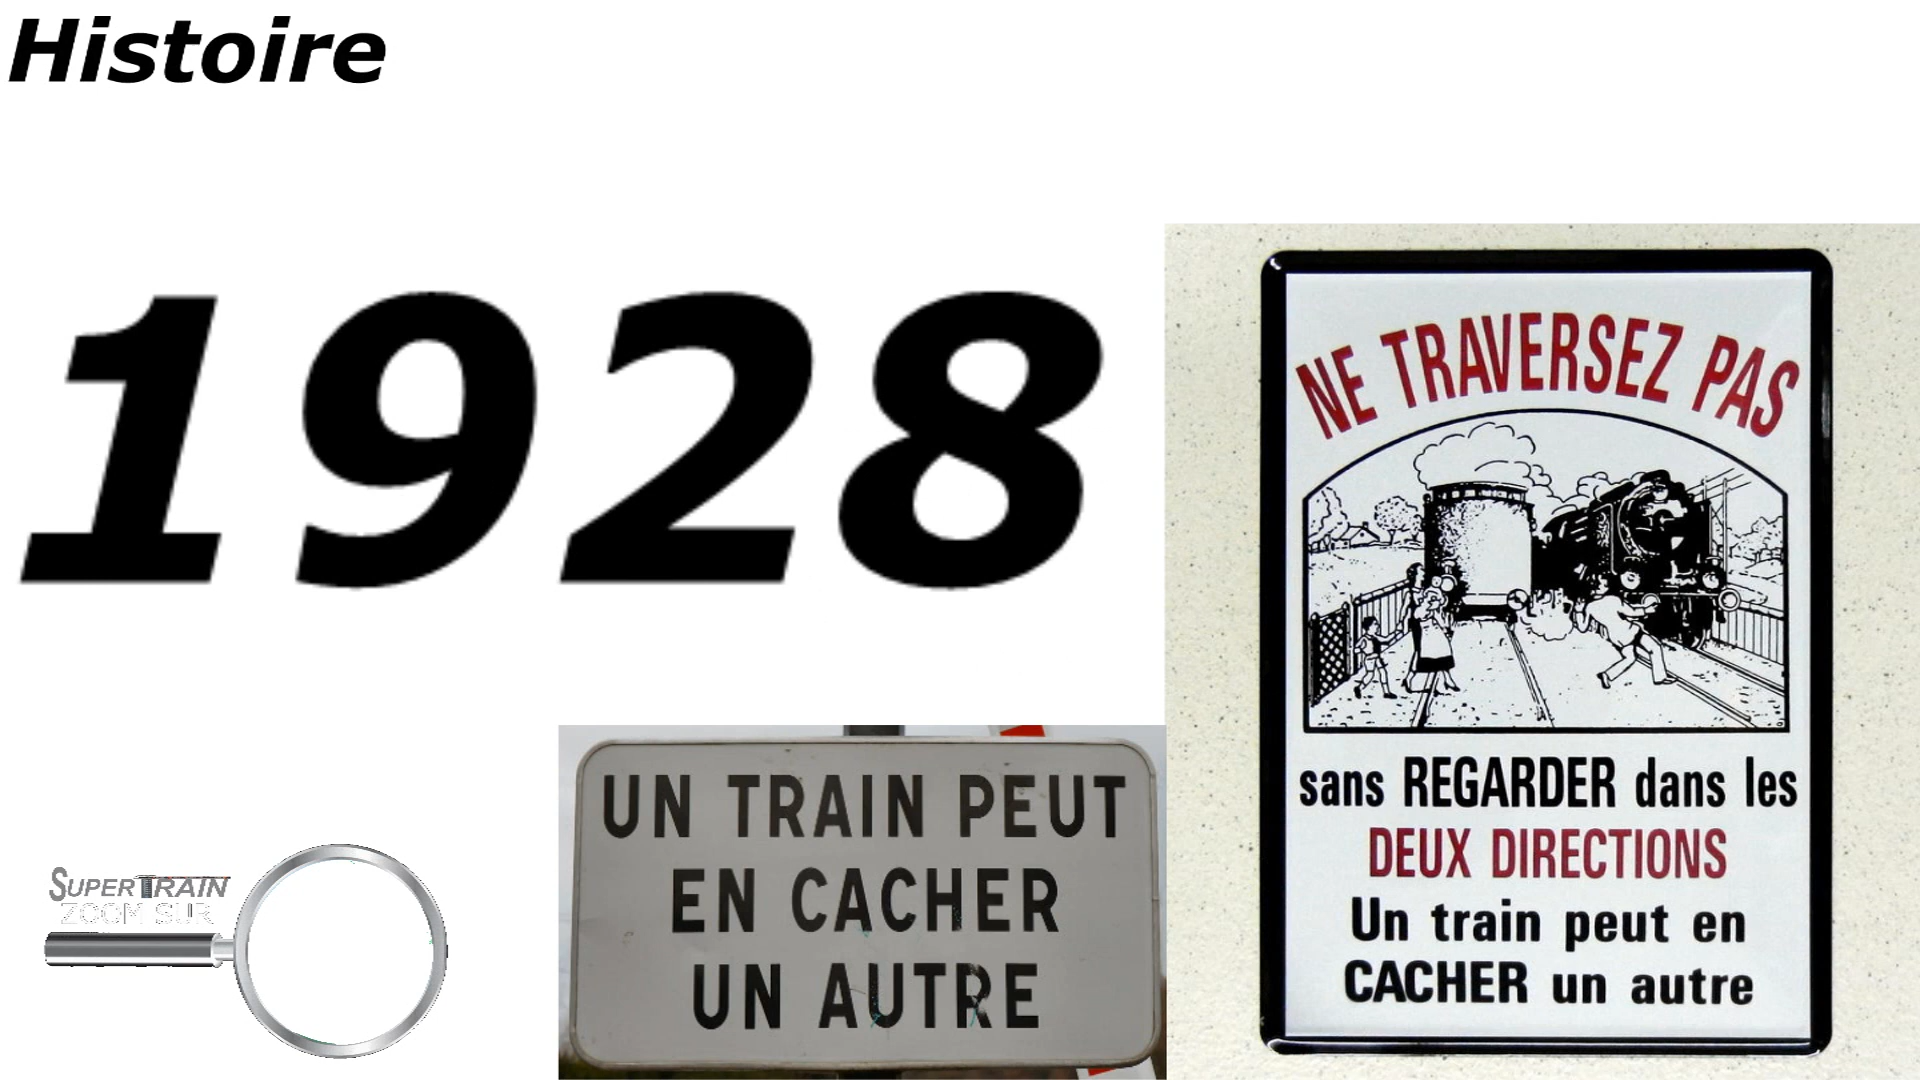 Histoire
1928
NE TRAVERSEZ PAS
sans REGARDER dans les
DEUX DIRECTIONS
Un train peut en
CACHER un autre
UN TRAIN PEUT
EN CACHER
UN AUTRE
SUPERTRAIN
ZOOM SUR